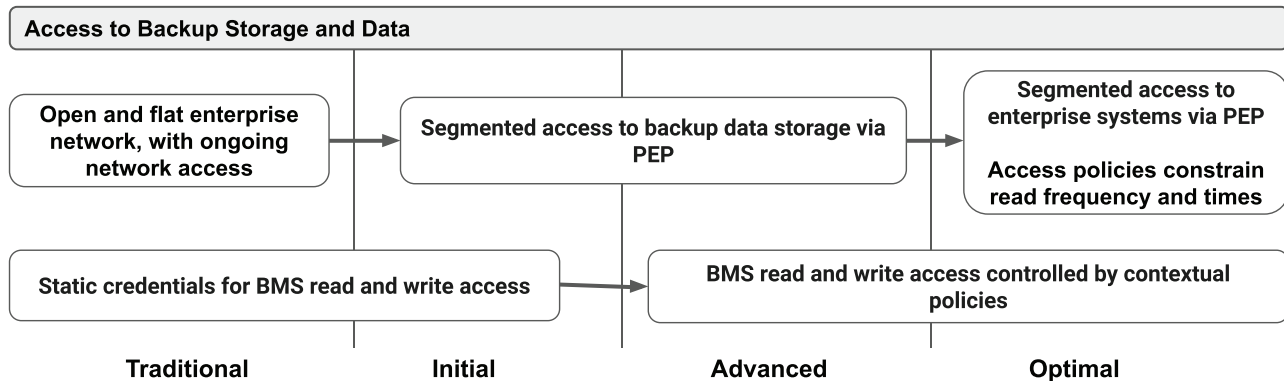 Access to Backup Storage and Data
Open and flat enterprise
network, with ongoing
network access
Segmented access to backup data storage via
PEP
Segmented access to
enterprise systems via PEP
Access policies constrain
read frequency and times
Static credentials for BMS read and write access
BMS read and write access controlled by contextual
policies
Traditional
Initial
Advanced
Optimal